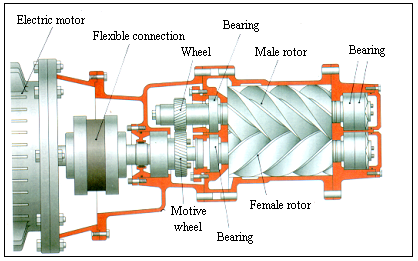 Electric motor
Flexible connection
Bearing
Wheel
Male rotor
Bearing
Motive
wheel
Bearing
Female rotor